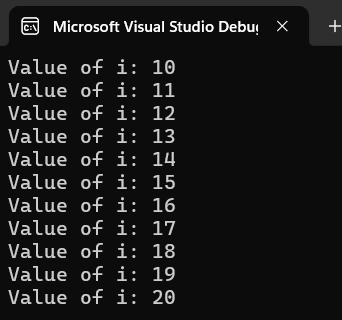 Microsoft Visual Studio Debug
Value of i: 10
Value of i: 11
Value of i: 12
Value of i: 13
Value of i: 14
Value of i: 15
Value of i: 16
Value of i: 17
Value of i: 18
Value of i: 19
Value of i: 20